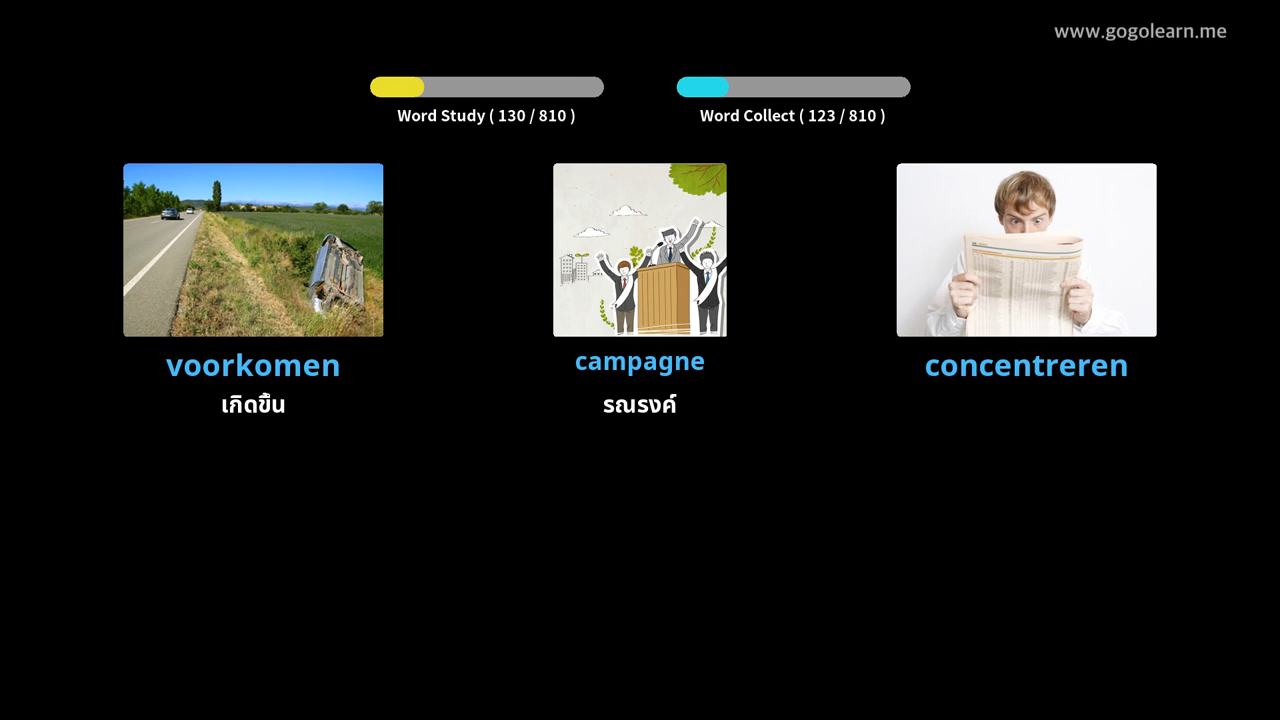 www.gogolearn.me
Word Study ( 130 / 810 )
Word Collect ( 123 / 810 )
voorkomen
campagne
concentreren
เกิดขึ้น
รณรงค์